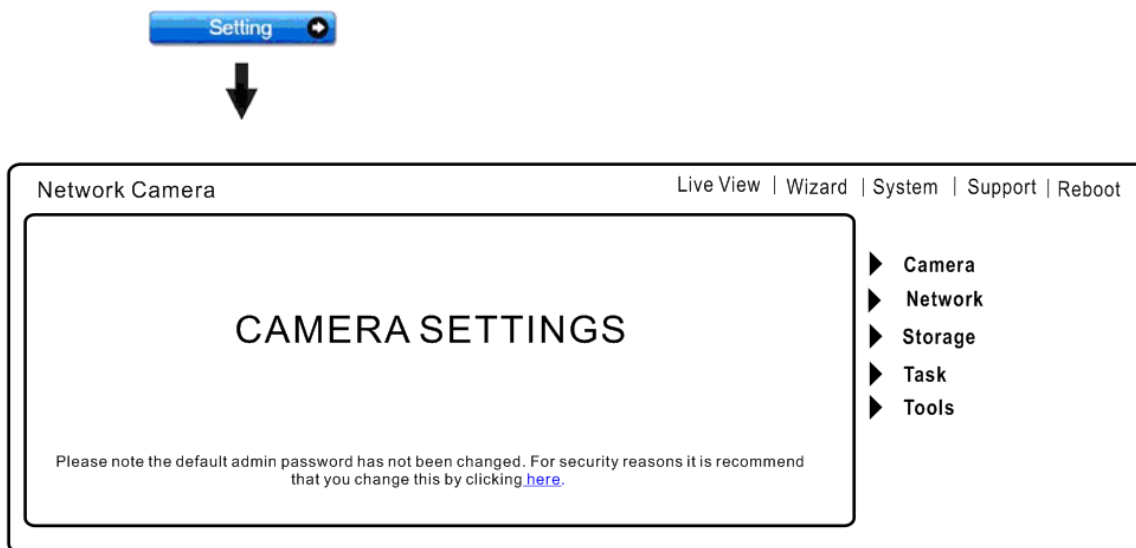 Setting
Network Camera
Live View | Wizard | System | Support | Reboot
CAMERA SETTINGS
Please note the default admin password has not been changed. For security reasons it is recommend
that you change this by clicking here.
Camera
Network
Storage
Task
Tools